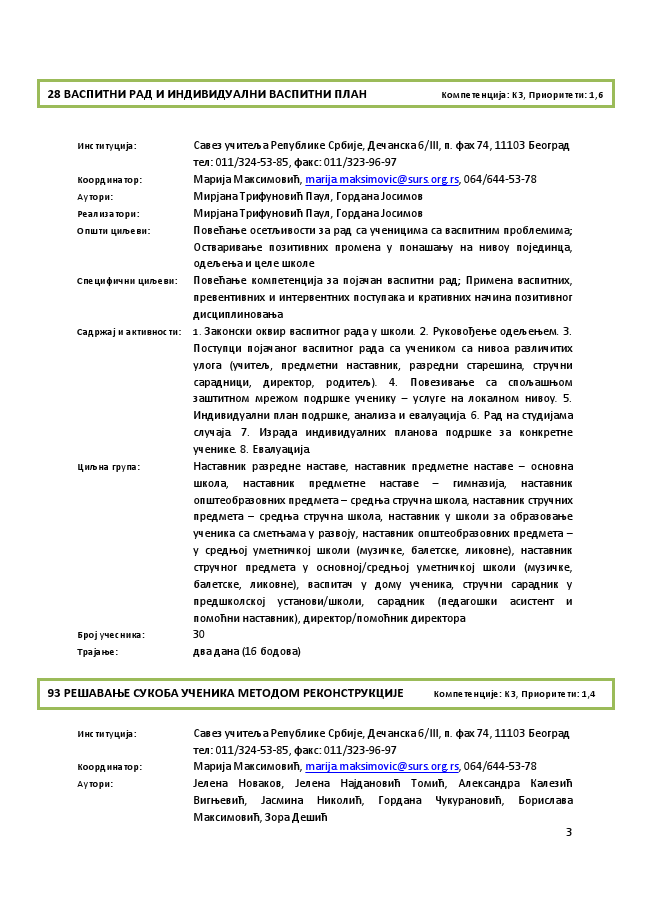 28 ВАСПИТНИ РАД И ИНДИВИДУАЛНИ ВАСПИТНИ ПЛАН Компетенција: К3, Приоритети: 1,6
Институција: Савез учитеља Републике Србије, Дечанска 6/III, п. фах 74, 11103 Београд
тел: 011/324-53-85, факс: 011/323-96-97
Координатор: Марија Максимовић, marija.maksimovic@surs.org.rs, 064/644-53-78
Аутори: Мирјана Трифуновић Паул, Гордана Јосимов
Реализатори: Мирјана Трифуновић Паул, Гордана Јосимов
Општи циљеви: Повећање осетљивости за рад са ученицима са васпитним проблемима;
Остваривање позитивних промена у понашању на нивоу појединца,
одељења и целе школе
Специфични циљеви: Повећање компетенција за појачан васпитни рад; Примена васпитних,
превентивних и интервентних поступака и кративних начина позитивног
дисциплиновања
Садржај и активности: 1. Законски оквир васпитног рада у школи. 2. Руковођење одељењем. 3.
Поступци појачаног васпитног рада са учеником са нивоа различитих
улога (учитељ, предметни наставник, разредни старешина, стручни
сарадници, директор, родитељ). 4. Повезивање са спољашњом
заштитном мрежом подршке ученику – услуге на локалном нивоу. 5.
Индивидуални план подршке, анализа и евалуација. 6. Рад на студијама
случаја. 7. Израда индивидуалних планова подршке за конкретне
ученике. 8. Евалуација.
Циљна група: Наставник разредне наставе, наставник предметне наставе – основна
школа, наставник предметне наставе – гимназија, наставник
општеобразовних предмета – средња стручна школа, наставник стручних
предмета – средња стручна школа, наставник у школи за образовање
ученика са сметњама у развоју, наставник општеобразовних предмета –
у средњој уметничкој школи (музичке, балетске, ликовне), наставник
стручног предмета у основној/средњој уметничкој школи (музичке,
балетске, ликовне), васпитач у дому ученика, стручни сарадник у
предшколској установи/школи, сарадник (педагошки асистент и
помоћни наставник), директор/помоћник директора
Број учесника: 30
Трајање: два дана (16 бодова)
93 РЕШАВАЊЕ СУКОБА УЧЕНИКА МЕТОДОМ РЕКОНСТРУКЦИЈЕ Компетенције: К3, Приоритети: 1,4
Институција: Савез учитеља Републике Србије, Дечанска 6/III, п. фах 74, 11103 Београд
тел: 011/324-53-85, факс: 011/323-96-97
Координатор: Марија Максимовић, marija.maksimovic@surs.org.rs, 064/644-53-78
Аутори: Јелена Новаков, Јелена Најдановић Томић, Александра Калезић
Вигњевић, Јасмина Николић, Гордана Чукурановић, Борислава
Максимовић, Зора Дешић
3